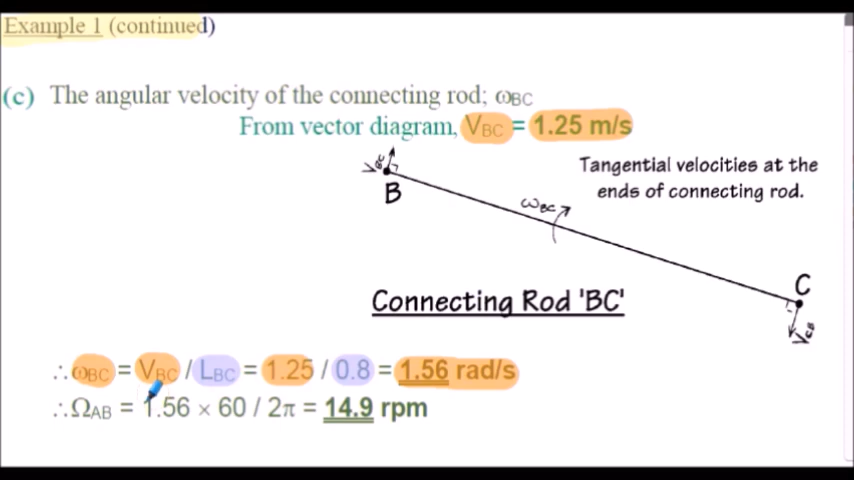 Example 1 (continued)
(c) The angular velocity of the connecting rod; ωBC
From vector diagram, VBC = 1.25 m/s
Tangential velocities at the
ends of connecting rod.
VBC
B
ωBC
C
Connecting Rod 'BC'
VCB
∴ωBC = VBC / LBC = 1.25 / 0.8 = 1.56 rad/s
∴ΩAB = 1.56 × 60 / 2π = 14.9 rpm